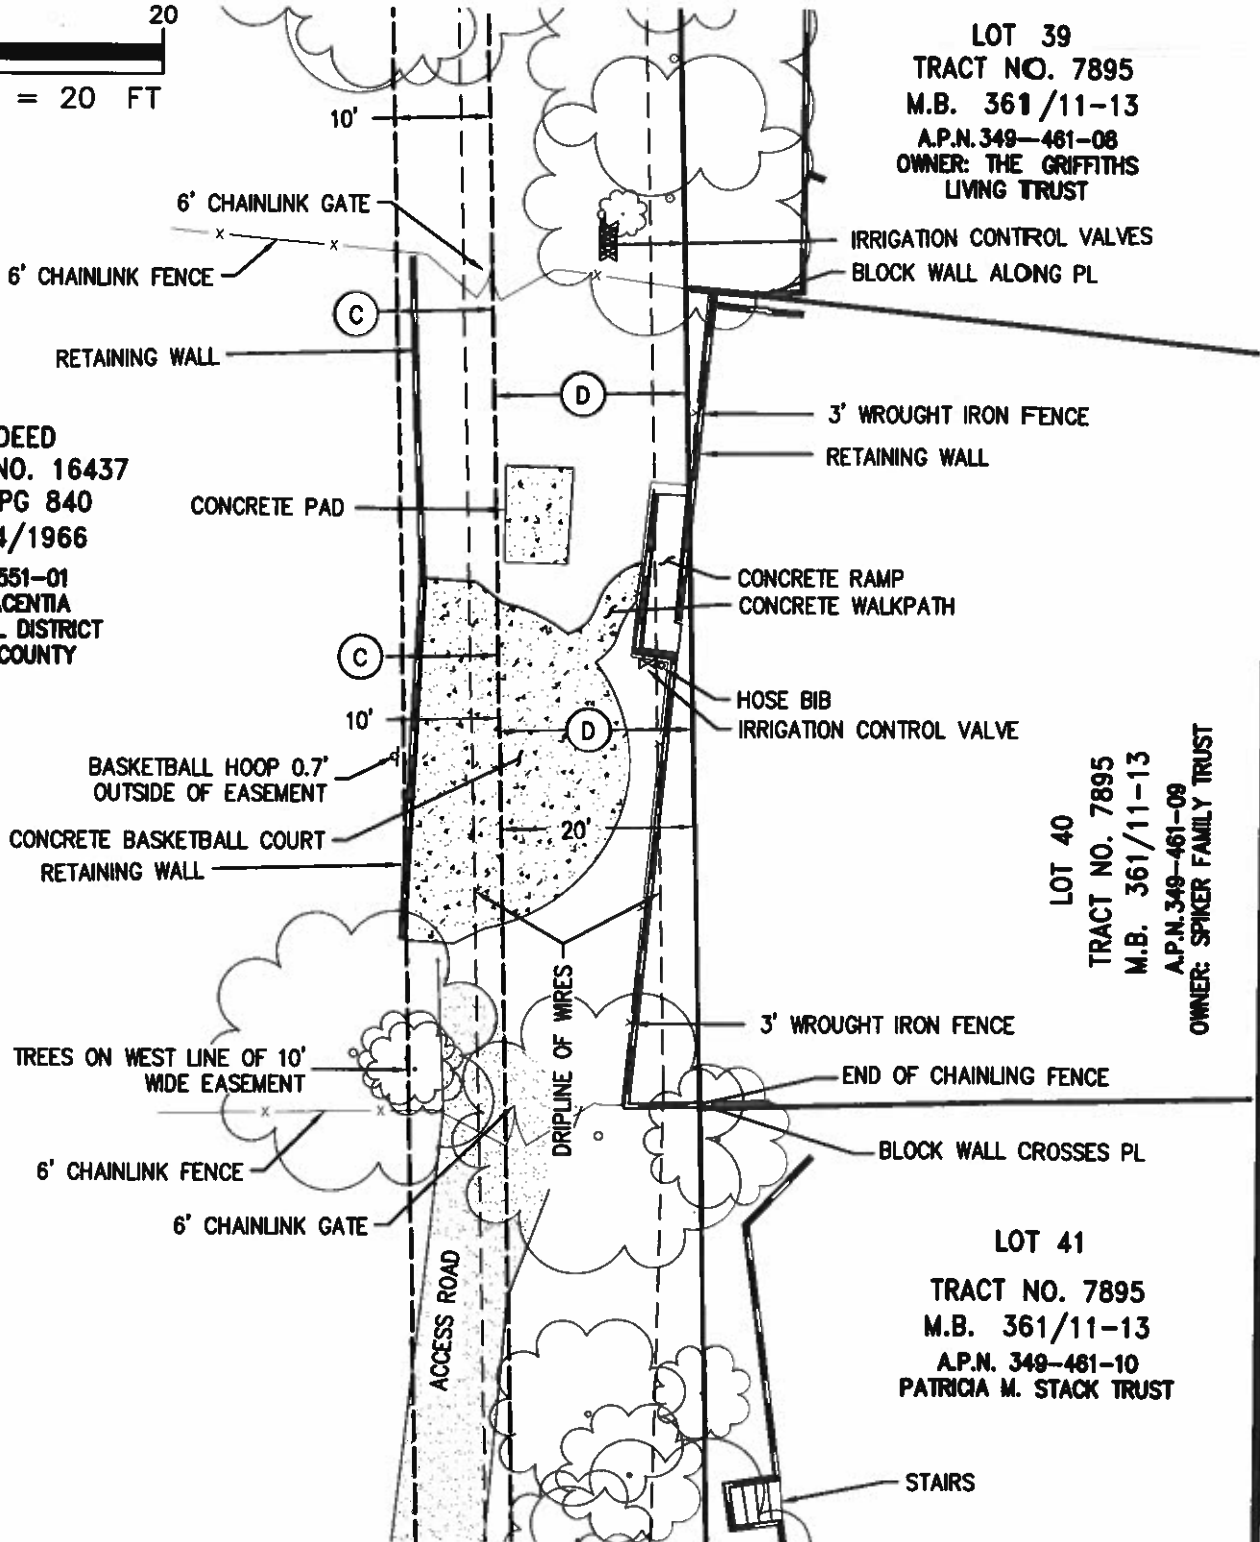 20
= 20 FT
LOT 39
TRACT NO. 7895
M.B. 361/11-13
A.P.N. 349-461-08
OWNER: THE GRIFFITHS
LIVING TRUST
10'
6' CHAINLINK GATE
6' CHAINLINK FENCE
IRRIGATION CONTROL VALVES
BLOCK WALL ALONG PL
C
RETAINING WALL
D
3' WROUGHT IRON FENCE
RETAINING WALL
DEED
NO. 16437
PG 840
4/1966
551-01
ACENTIA
L DISTRICT
COUNTY
CONCRETE PAD
CONCRETE RAMP
CONCRETE WALKPATH
C
HOSE BIB
IRRIGATION CONTROL VALVE
10'
D
BASKETBALL HOOP 0.7'
OUTSIDE OF EASEMENT
CONCRETE BASKETBALL COURT
20'
RETAINING WALL
LOT 40
TRACT NO. 7895
M.B. 361/11-13
A.P.N. 349-461-09
OWNER: SPIKER FAMILY TRUST
DRIPLINE OF WIRES
3' WROUGHT IRON FENCE
TREES ON WEST LINE OF 10'
WIDE EASEMENT
END OF CHAINLING FENCE
6' CHAINLINK FENCE
BLOCK WALL CROSSES PL
6' CHAINLINK GATE
ACCESS ROAD
LOT 41
TRACT NO. 7895
M.B. 361/11-13
A.P.N. 349-461-10
PATRICIA M. STACK TRUST
STAIRS